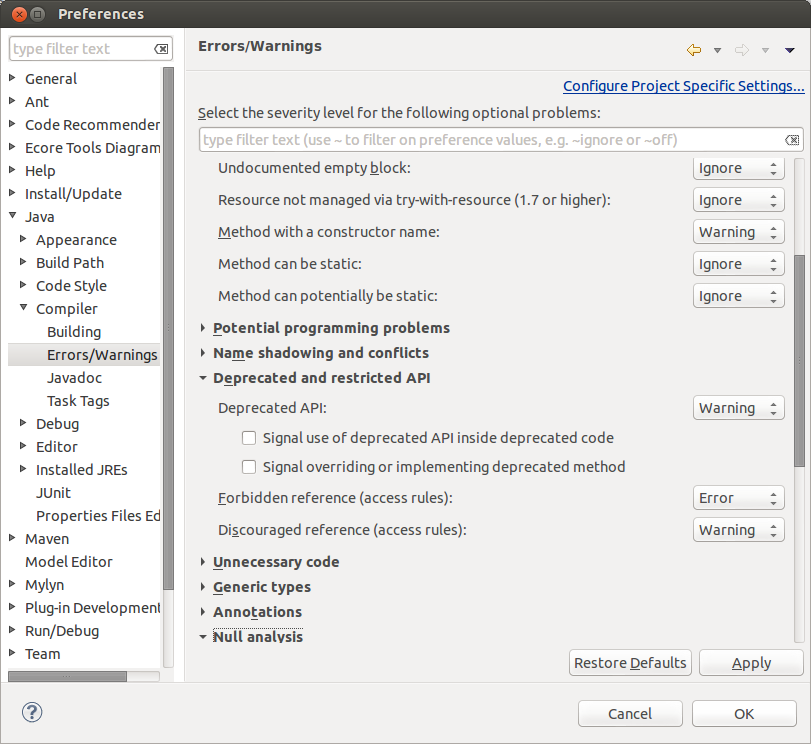 Preferences
type filter text
General
Ant
Code Recommender
Ecore Tools Diagram
Help
Install/Update
Java
Appearance
Build Path
Code Style
Compiler
Building
Errors/Warnings
Javadoc
Task Tags
Debug
Editor
Installed JREs
JUnit
Properties Files Ed
Maven
Model Editor
Mylyn
Plug-in Development
Run/Debug
Team
Errors/Warnings
Configure Project Specific Settings...
Select the severity level for the following optional problems:
type filter text (use ~ to filter on preference values, e.g. ~ignore or ~off)
Undocumented empty block: Ignore
Resource not managed via try-with-resource (1.7 or higher): Ignore
Method with a constructor name: Warning
Method can be static: Ignore
Method can potentially be static: Ignore
Potential programming problems
Name shadowing and conflicts
Deprecated and restricted API
Deprecated API: Warning
Signal use of deprecated API inside deprecated code
Signal overriding or implementing deprecated method
Forbidden reference (access rules): Error
Discouraged reference (access rules): Warning
Unnecessary code
Generic types
Annotations
Null analysis
Restore Defaults Apply
? Cancel OK